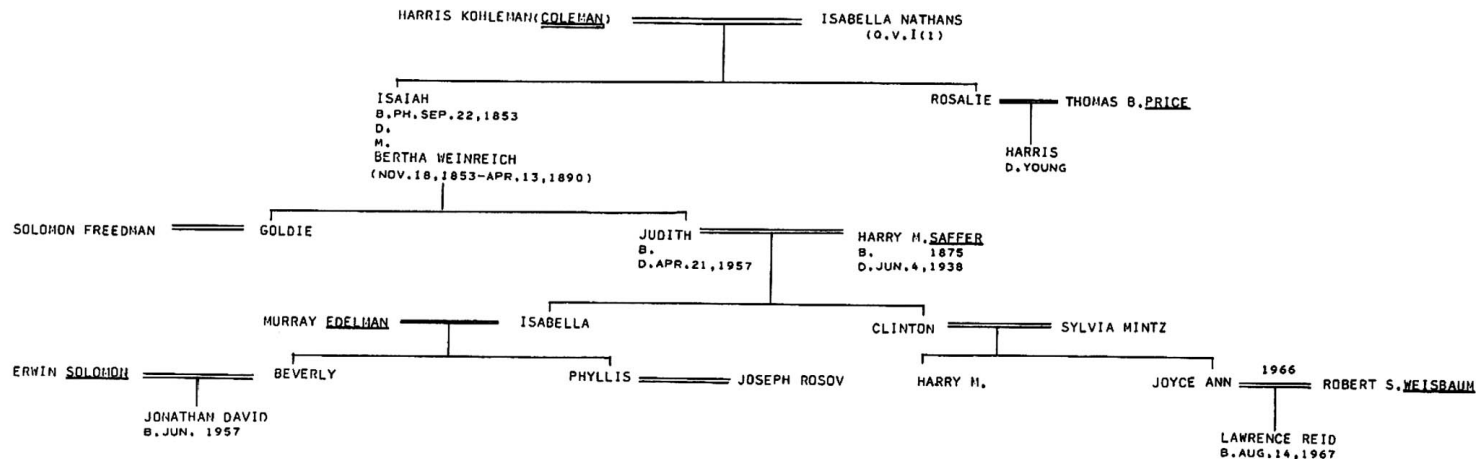 HARRIS KOHLEMAN(COLEMAN)
ISABELLA NATHANS
(Q.V.I(1)
ISAIAH
B.PH.SEP.22,1853
D.
M.
BERTHA WEINREICH
(NOV.18,1853-APR.13,1890)
ROSALIE
THOMAS B.PRICE
HARRIS
D.YOUNG
SOLOMON FREEDMAN
GOLDIE
JUDITH
B.
D.APR.21,1957
HARRY M.SAFFER
B. 1875
D.JUN.4,1938
MURRAY EDELMAN
ISABELLA
CLINTON
SYLVIA MINTZ
ERWIN SOLOMON
BEVERLY
PHYLLIS
JOSEPH ROSOV
HARRY M.
JOYCE ANN
1966
ROBERT S.WEISBAUM
JONATHAN DAVID
B.JUN. 1957
LAWRENCE REID
B.AUG.14,1967